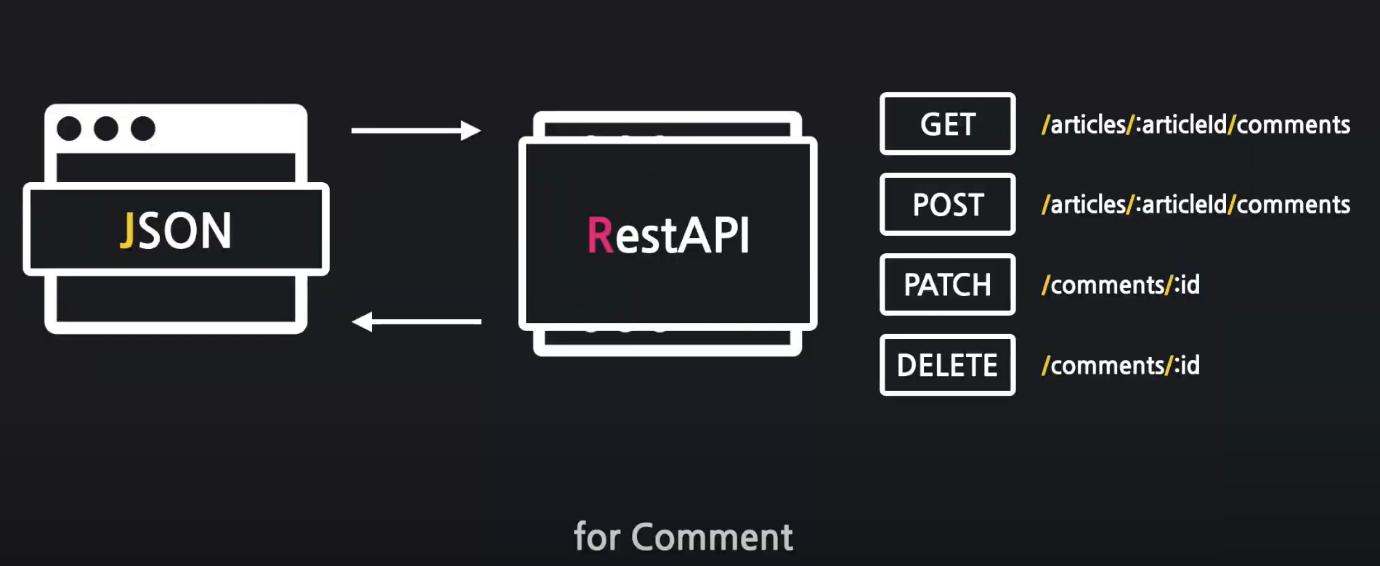 JSON
RestAPI
GET /articles/:articleId/comments
POST /articles/:articleId/comments
PATCH /comments/:id
DELETE /comments/:id
for Comment